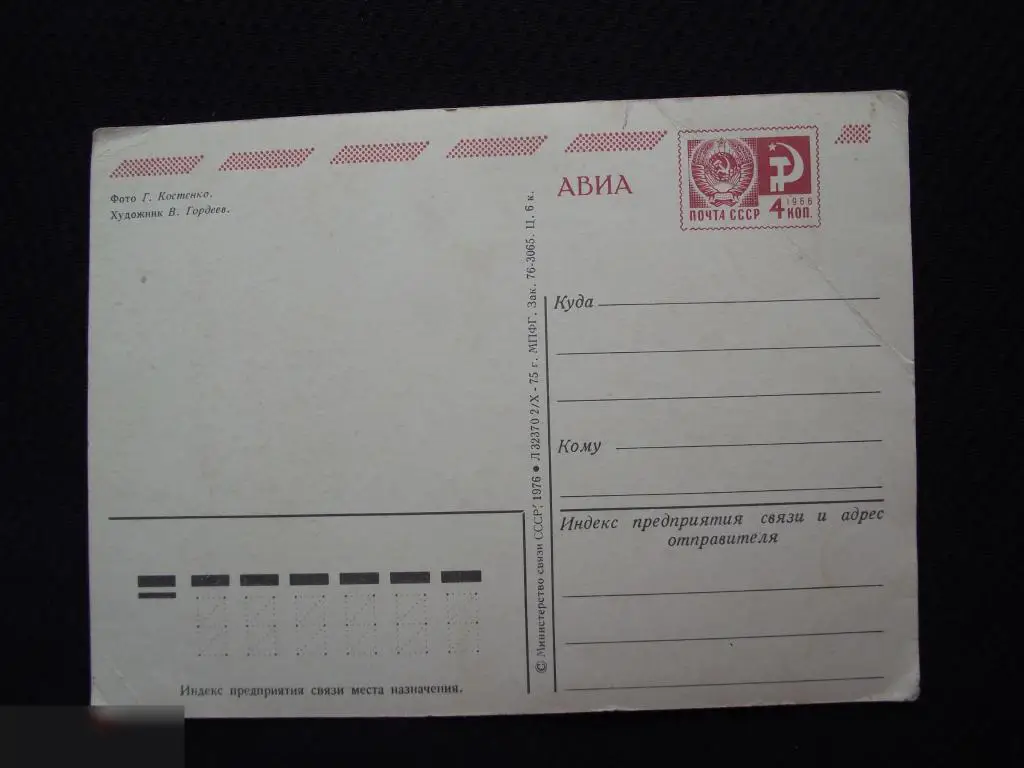 Фото Г. Костенко.
Художник В. Гордеев.
АВИА
ПОЧТА СССР
1966
4 КОП.
© Министерство связи СССР, 1976 ● Л 32370 2/X - 75 г. МПФГ. Зак. 76-3065. Ц. 6 к.
Куда
Кому
Индекс предприятия связи и адрес
отправителя
Индекс предприятия связи места назначения.